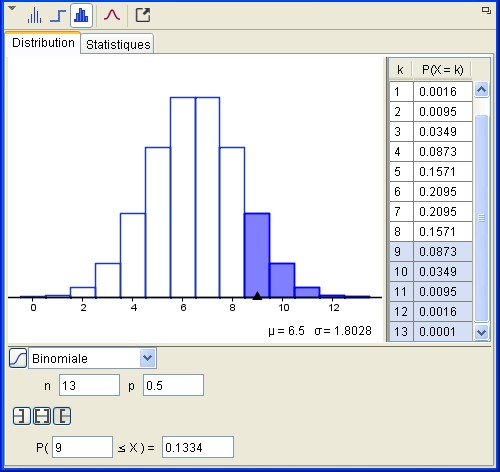 Distribution Statistiques
k P(X = k)
1 0.0016
2 0.0095
3 0.0349
4 0.0873
5 0.1571
6 0.2095
7 0.2095
8 0.1571
9 0.0873
10 0.0349
11 0.0095
12 0.0016
13 0.0001
0 2 4 6 8 10 12
μ = 6.5 σ = 1.8028
Binomiale
n 13 p 0.5
P( 9 ≤ X ) = 0.1334